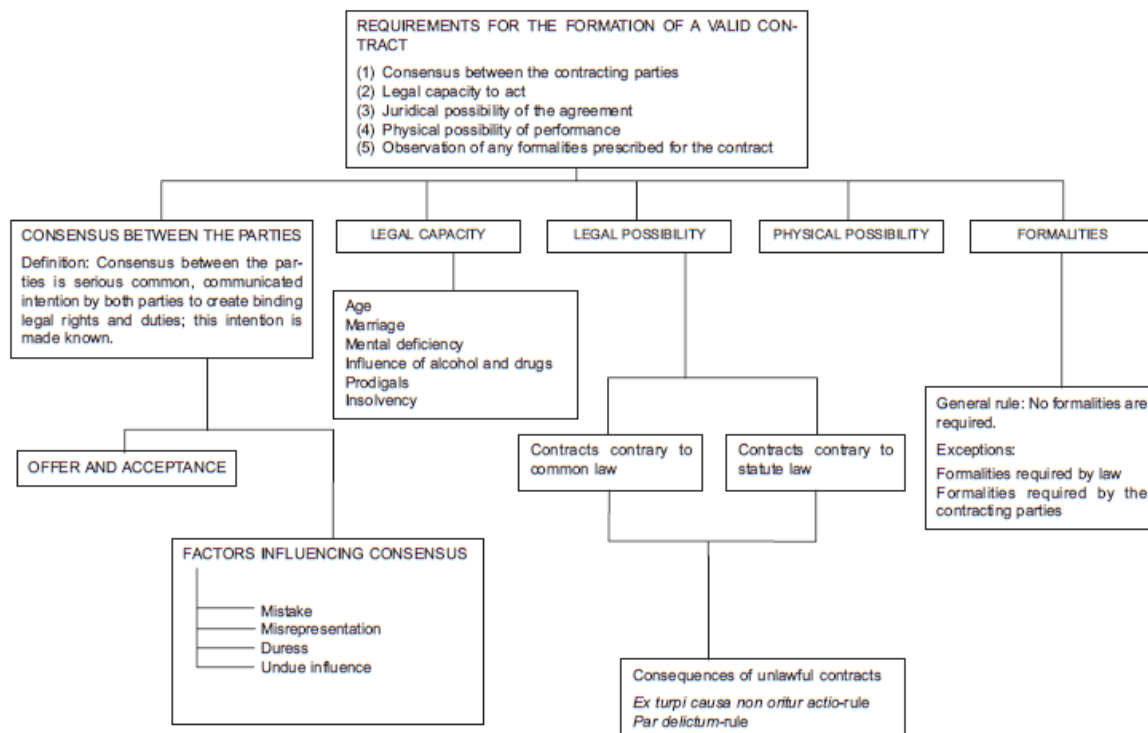 REQUIREMENTS FOR THE FORMATION OF A VALID CON-
TRACT
(1) Consensus between the contracting parties
(2) Legal capacity to act
(3) Juridical possibility of the agreement
(4) Physical possibility of performance
(5) Observation of any formalities prescribed for the contract
CONSENSUS BETWEEN THE PARTIES
Definition: Consensus between the par-
ties is serious common, communicated
intention by both parties to create binding
legal rights and duties; this intention is
made known.
LEGAL CAPACITY
LEGAL POSSIBILITY
PHYSICAL POSSIBILITY
FORMALITIES
Age
Marriage
Mental deficiency
Influence of alcohol and drugs
Prodigals
Insolvency
General rule: No formalities are
required.
Exceptions:
Formalities required by law
Formalities required by the
contracting parties
OFFER AND ACCEPTANCE
Contracts contrary to
common law
Contracts contrary to
statute law
FACTORS INFLUENCING CONSENSUS
Mistake
Misrepresentation
Duress
Undue influence
Consequences of unlawful contracts
Ex turpi causa non oritur actio-rule
Par delictum-rule